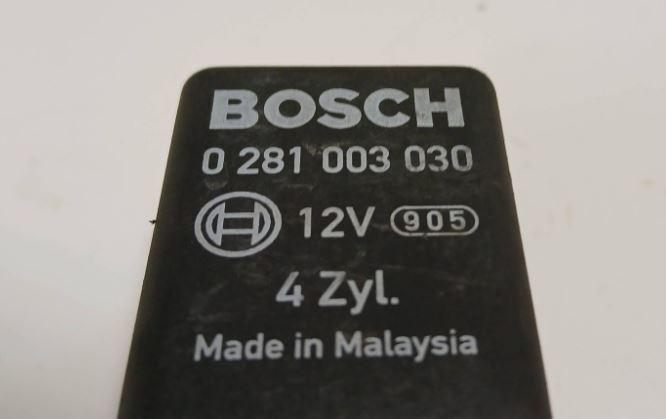 BOSCH
0 281 003 030
12V 905
4 Zyl.
Made in Malaysia